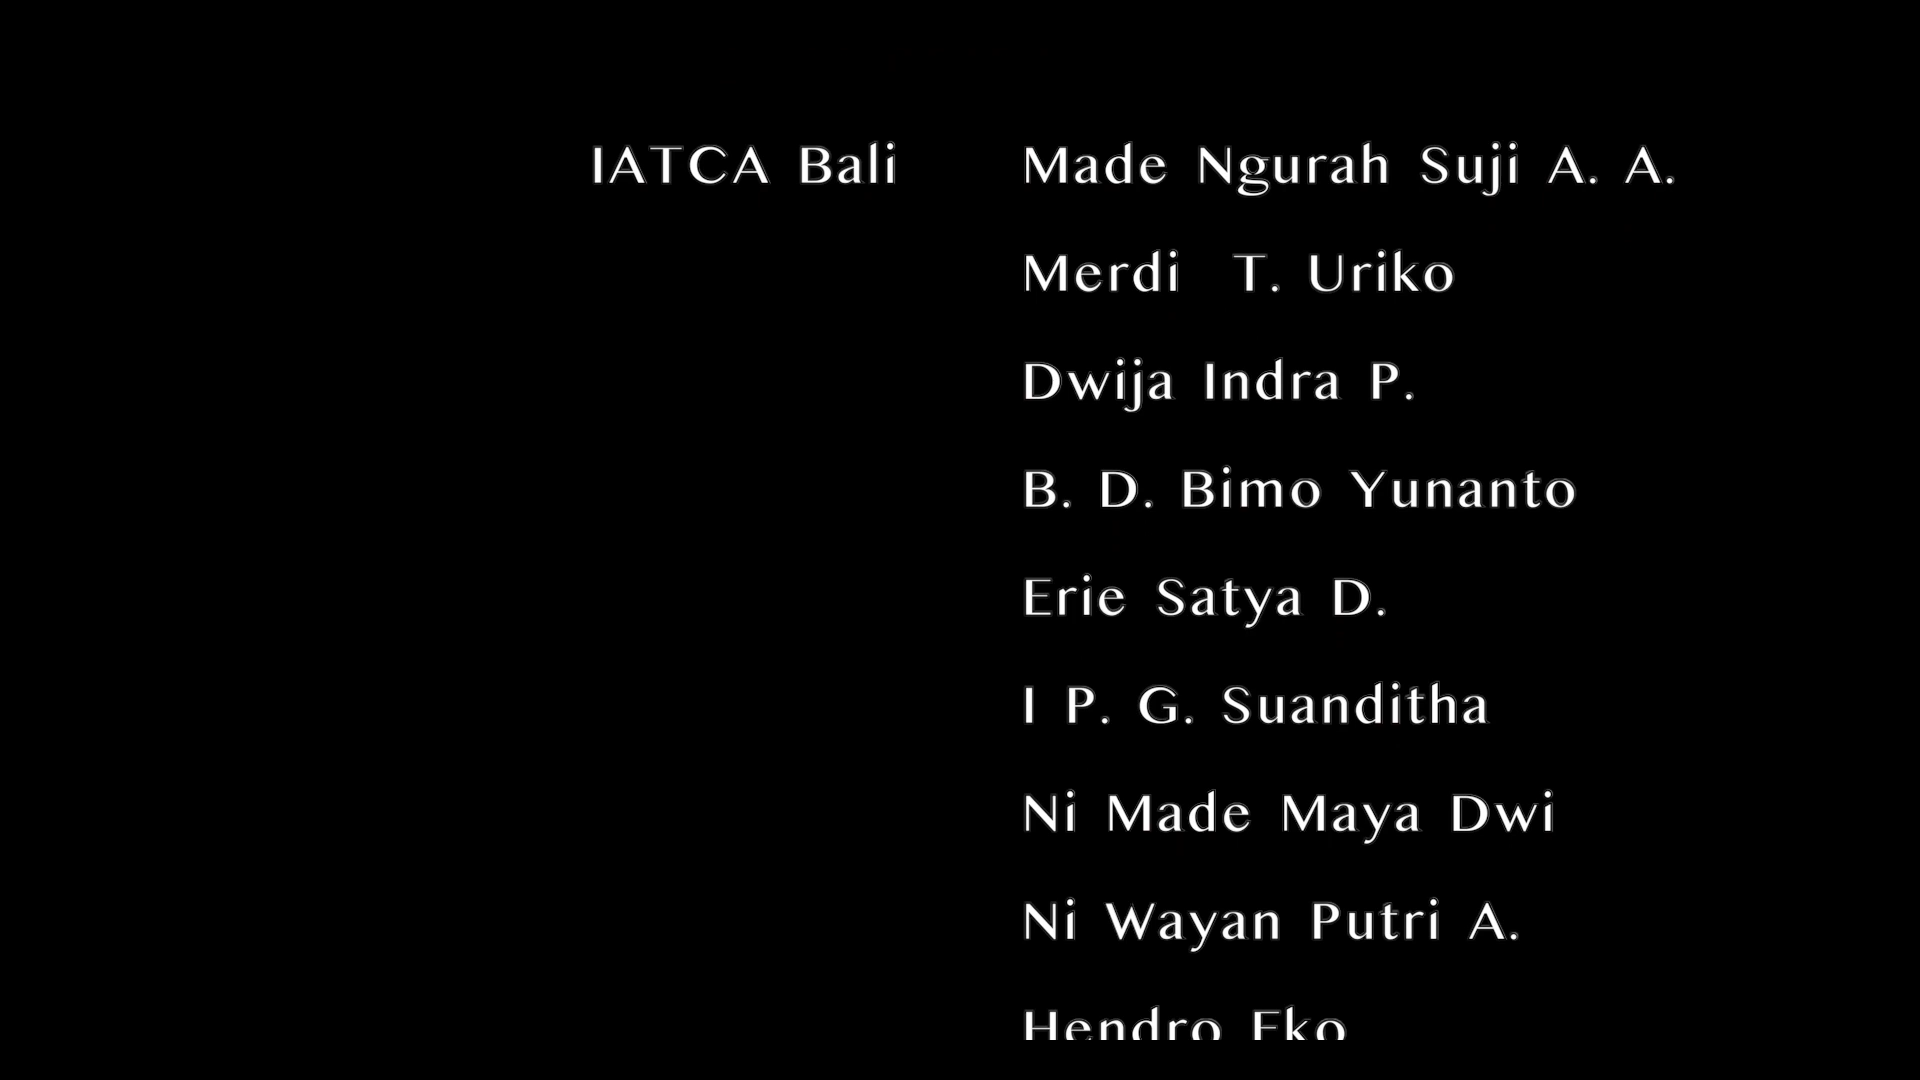 IATCA Bali Made Ngurah Suji A. A.
Merdi T. Uriko
Dwija Indra P.
B. D. Bimo Yunanto
Erie Satya D.
I P. G. Suanditha
Ni Made Maya Dwi
Ni Wayan Putri A.
Hendro Eko